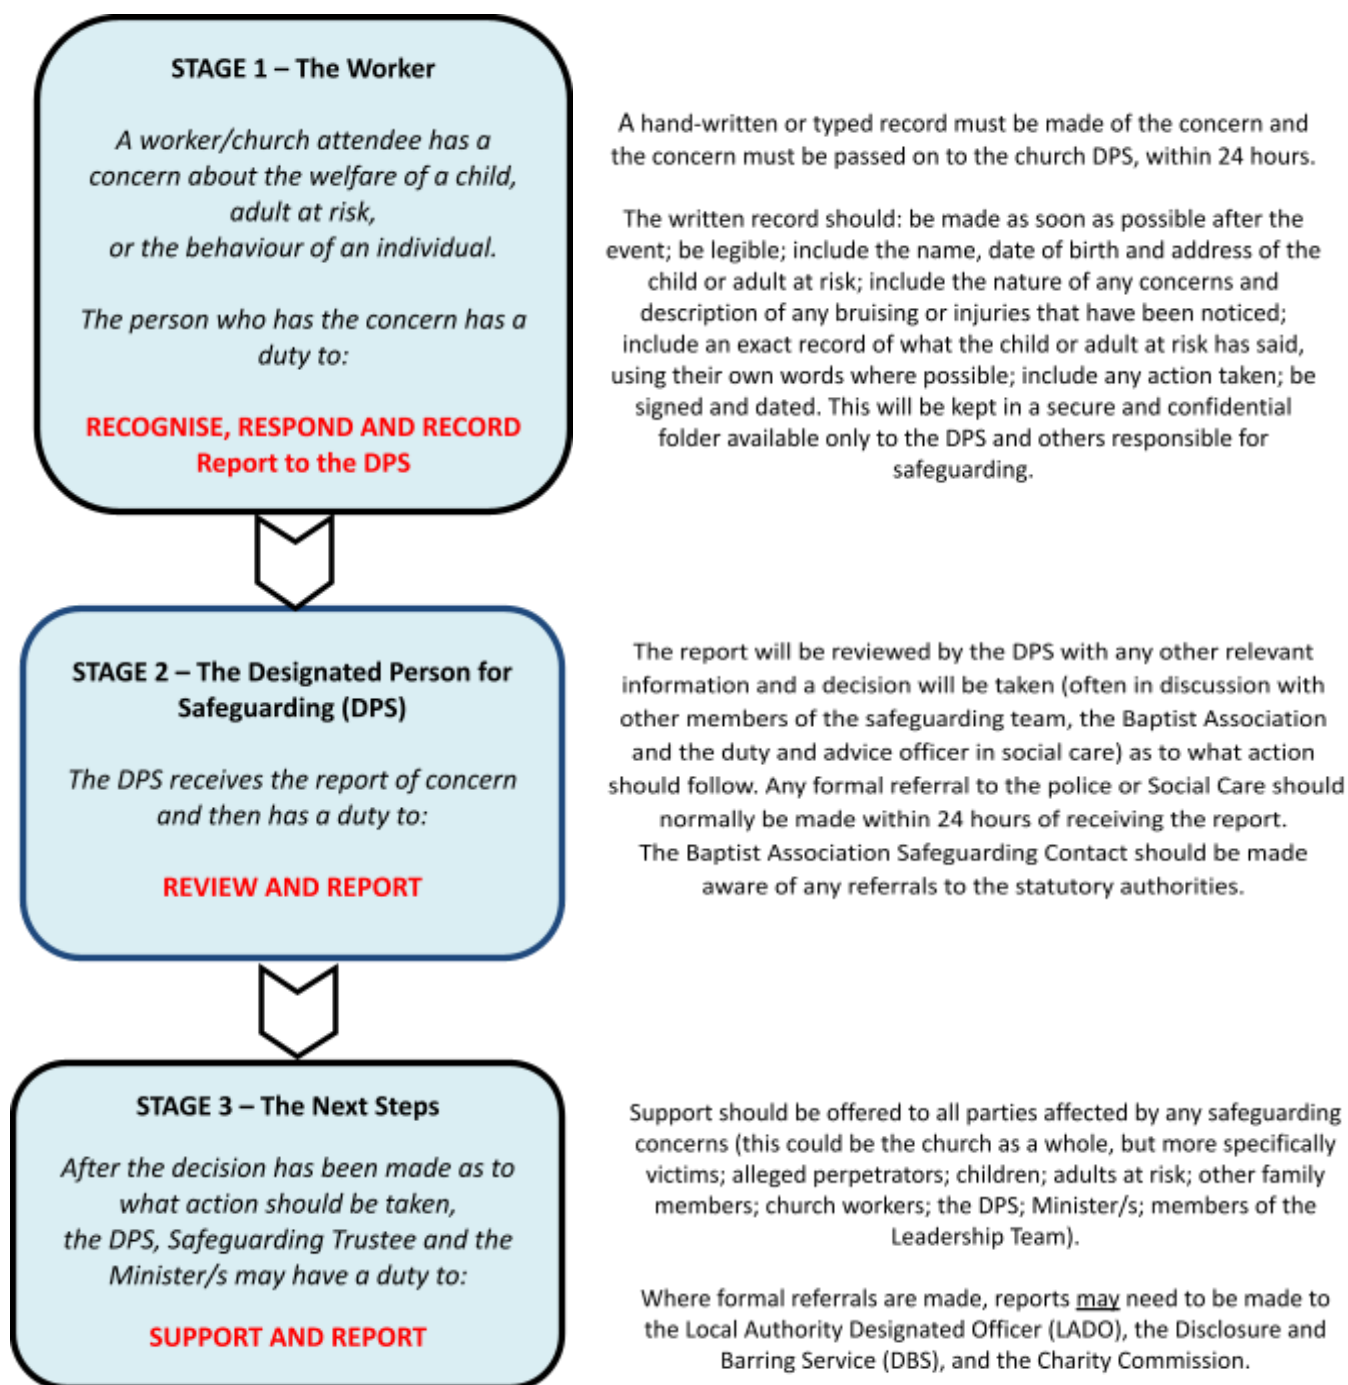 STAGE 1 – The Worker
A worker/church attendee has a
concern about the welfare of a child,
adult at risk,
or the behaviour of an individual.
The person who has the concern has a
duty to:
RECOGNISE, RESPOND AND RECORD
Report to the DPS
A hand-written or typed record must be made of the concern and
the concern must be passed on to the church DPS, within 24 hours.
The written record should: be made as soon as possible after the
event; be legible; include the name, date of birth and address of the
child or adult at risk; include the nature of any concerns and
description of any bruising or injuries that have been noticed;
include an exact record of what the child or adult at risk has said,
using their own words where possible; include any action taken; be
signed and dated. This will be kept in a secure and confidential
folder available only to the DPS and others responsible for
safeguarding.
STAGE 2 – The Designated Person for
Safeguarding (DPS)
The DPS receives the report of concern
and then has a duty to:
REVIEW AND REPORT
The report will be reviewed by the DPS with any other relevant
information and a decision will be taken (often in discussion with
other members of the safeguarding team, the Baptist Association
and the duty and advice officer in social care) as to what action
should follow. Any formal referral to the police or Social Care should
normally be made within 24 hours of receiving the report.
The Baptist Association Safeguarding Contact should be made
aware of any referrals to the statutory authorities.
STAGE 3 – The Next Steps
After the decision has been made as to
what action should be taken,
the DPS, Safeguarding Trustee and the
Minister/s may have a duty to:
SUPPORT AND REPORT
Support should be offered to all parties affected by any safeguarding
concerns (this could be the church as a whole, but more specifically
victims; alleged perpetrators; children; adults at risk; other family
members; church workers; the DPS; Minister/s; members of the
Leadership Team).
Where formal referrals are made, reports may need to be made to
the Local Authority Designated Officer (LADO), the Disclosure and
Barring Service (DBS), and the Charity Commission.